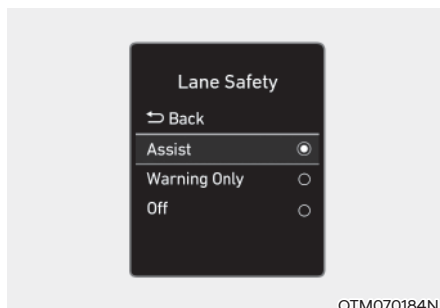 Lane Safety
Back
Assist
Warning Only
Off
OTM070184N